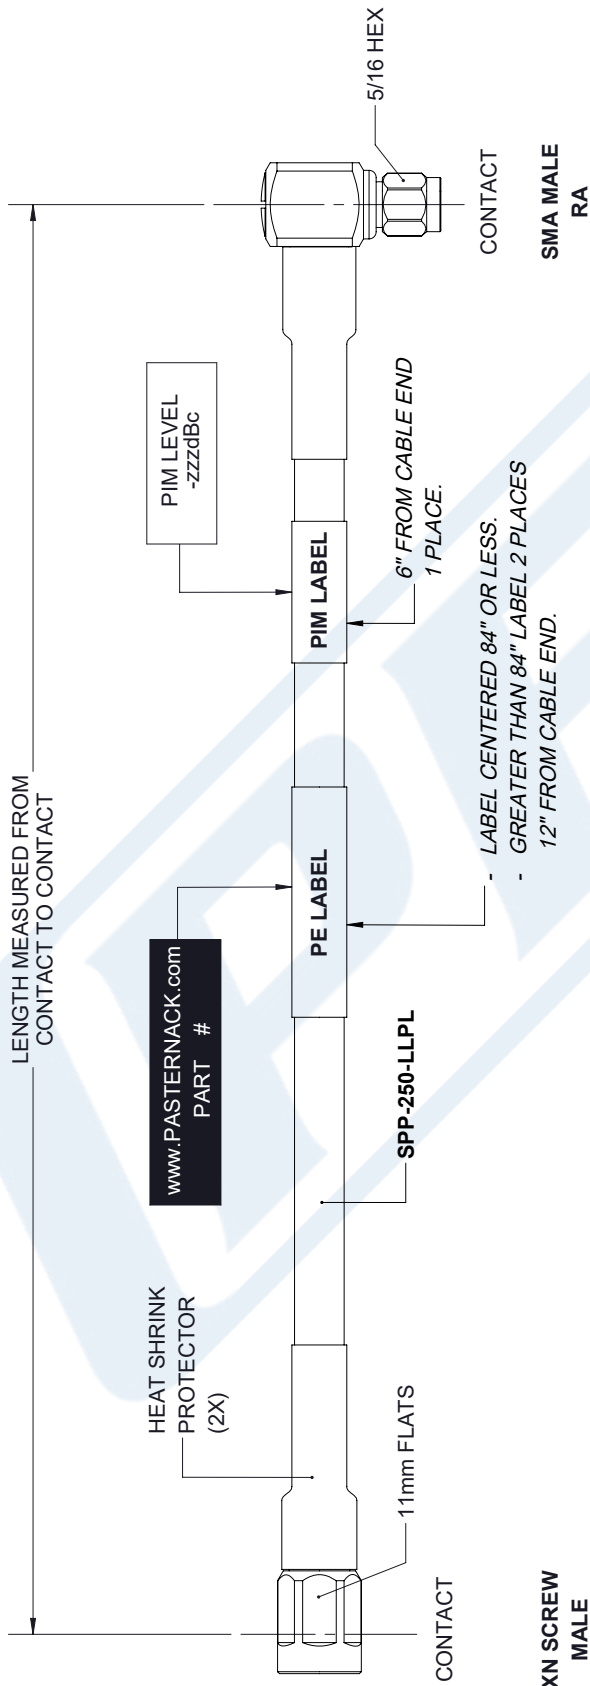 LENGTH MEASURED FROM
CONTACT TO CONTACT
HEAT SHRINK
PROTECTOR
(2X)
www.PASTERNACK.com
PART #
PIM LEVEL
-zzzdBc
PE LABEL
PIM LABEL
11mm FLATS
SPP-250-LLPL
6" FROM CABLE END
1 PLACE.
5/16 HEX
- LABEL CENTERED 84" OR LESS.
- GREATER THAN 84" LABEL 2 PLACES
12" FROM CABLE END.
CONTACT
CONTACT
XN SCREW
MALE
SMA MALE
RA